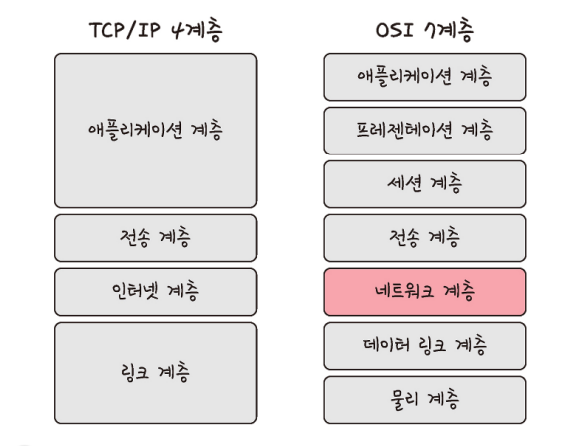 TCP/IP 4계층
애플리케이션 계층
전송 계층
인터넷 계층
링크 계층
OSI 7계층
애플리케이션 계층
프레젠테이션 계층
세션 계층
전송 계층
네트워크 계층
데이터 링크 계층
물리 계층